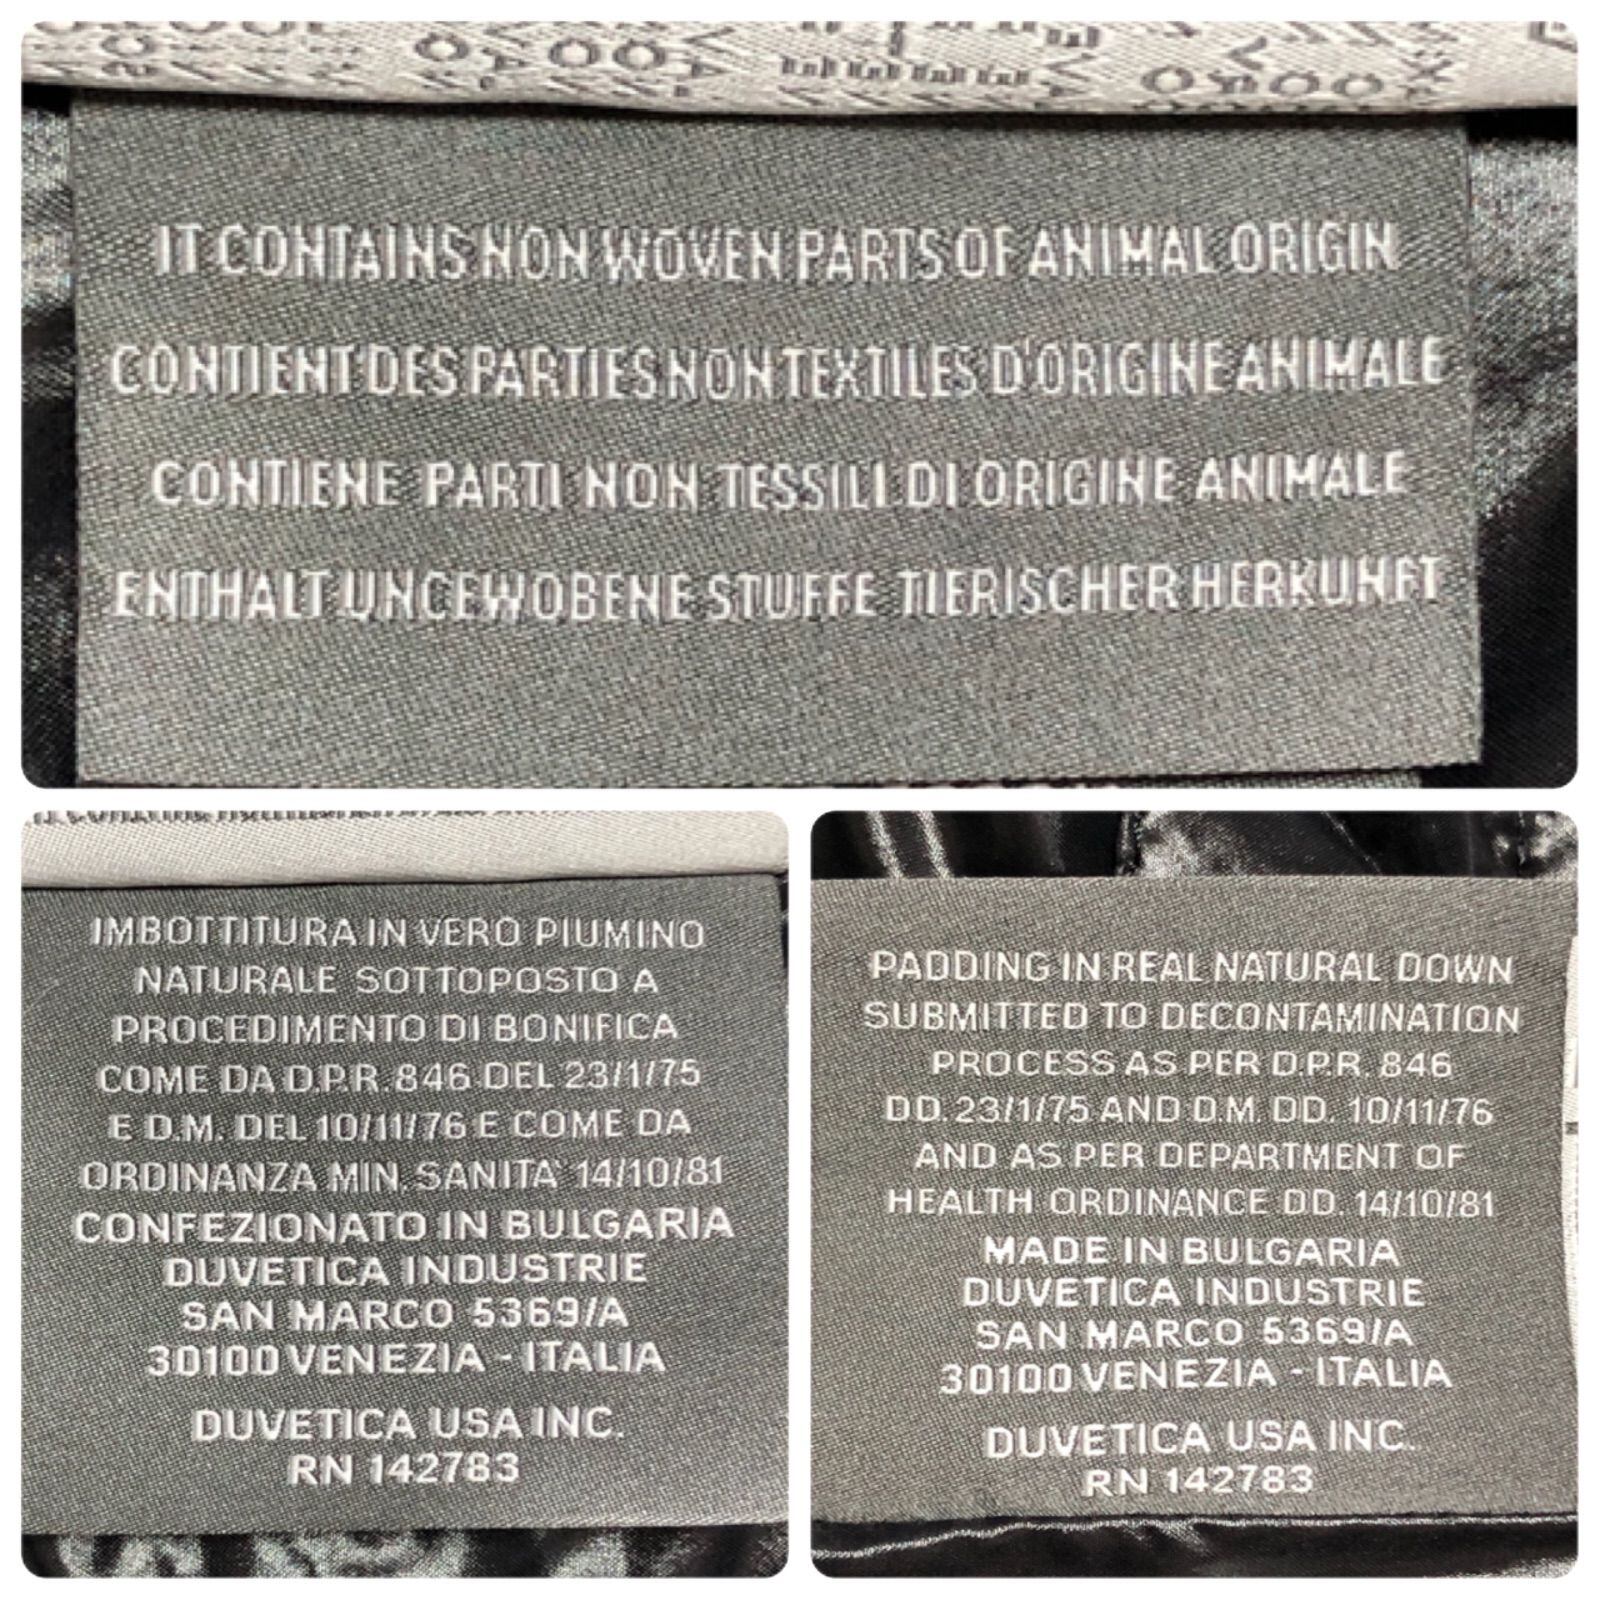 IT CONTAINS NON WOVEN PARTS OF ANIMAL ORIGIN
CONTIENT DES PARTIES NON TEXTILES D'ORIGINE ANIMALE
CONTIENE PARTI NON TESSILI DI ORIGINE ANIMALE
ENTHALT UNGEWOBENE STUFFE TIERISCHER HERKUNFT
IMBOTTITURA IN VERO PIUMINO
NATURALE SOTTOPOSTO A
PROCEDIMENTO DI BONIFICA
COME DA D.P.R. 846 DEL 23/1/75
E D.M. DEL 10/11/76 E COME DA
ORDINANZA MIN. SANITA' 14/10/81
CONFEZIONATO IN BULGARIA
DUVETICA INDUSTRIE
SAN MARCO 5369/A
30100 VENEZIA - ITALIA
DUVETICA USA INC.
RN 142783
PADDING IN REAL NATURAL DOWN
SUBMITTED TO DECONTAMINATION
PROCESS AS PER D.P.R. 846
DD. 23/1/75 AND D.M. DD. 10/11/76
AND AS PER DEPARTMENT OF
HEALTH ORDINANCE DD. 14/10/81
MADE IN BULGARIA
DUVETICA INDUSTRIE
SAN MARCO 5369/A
30100 VENEZIA - ITALIA
DUVETICA USA INC.
RN 142783